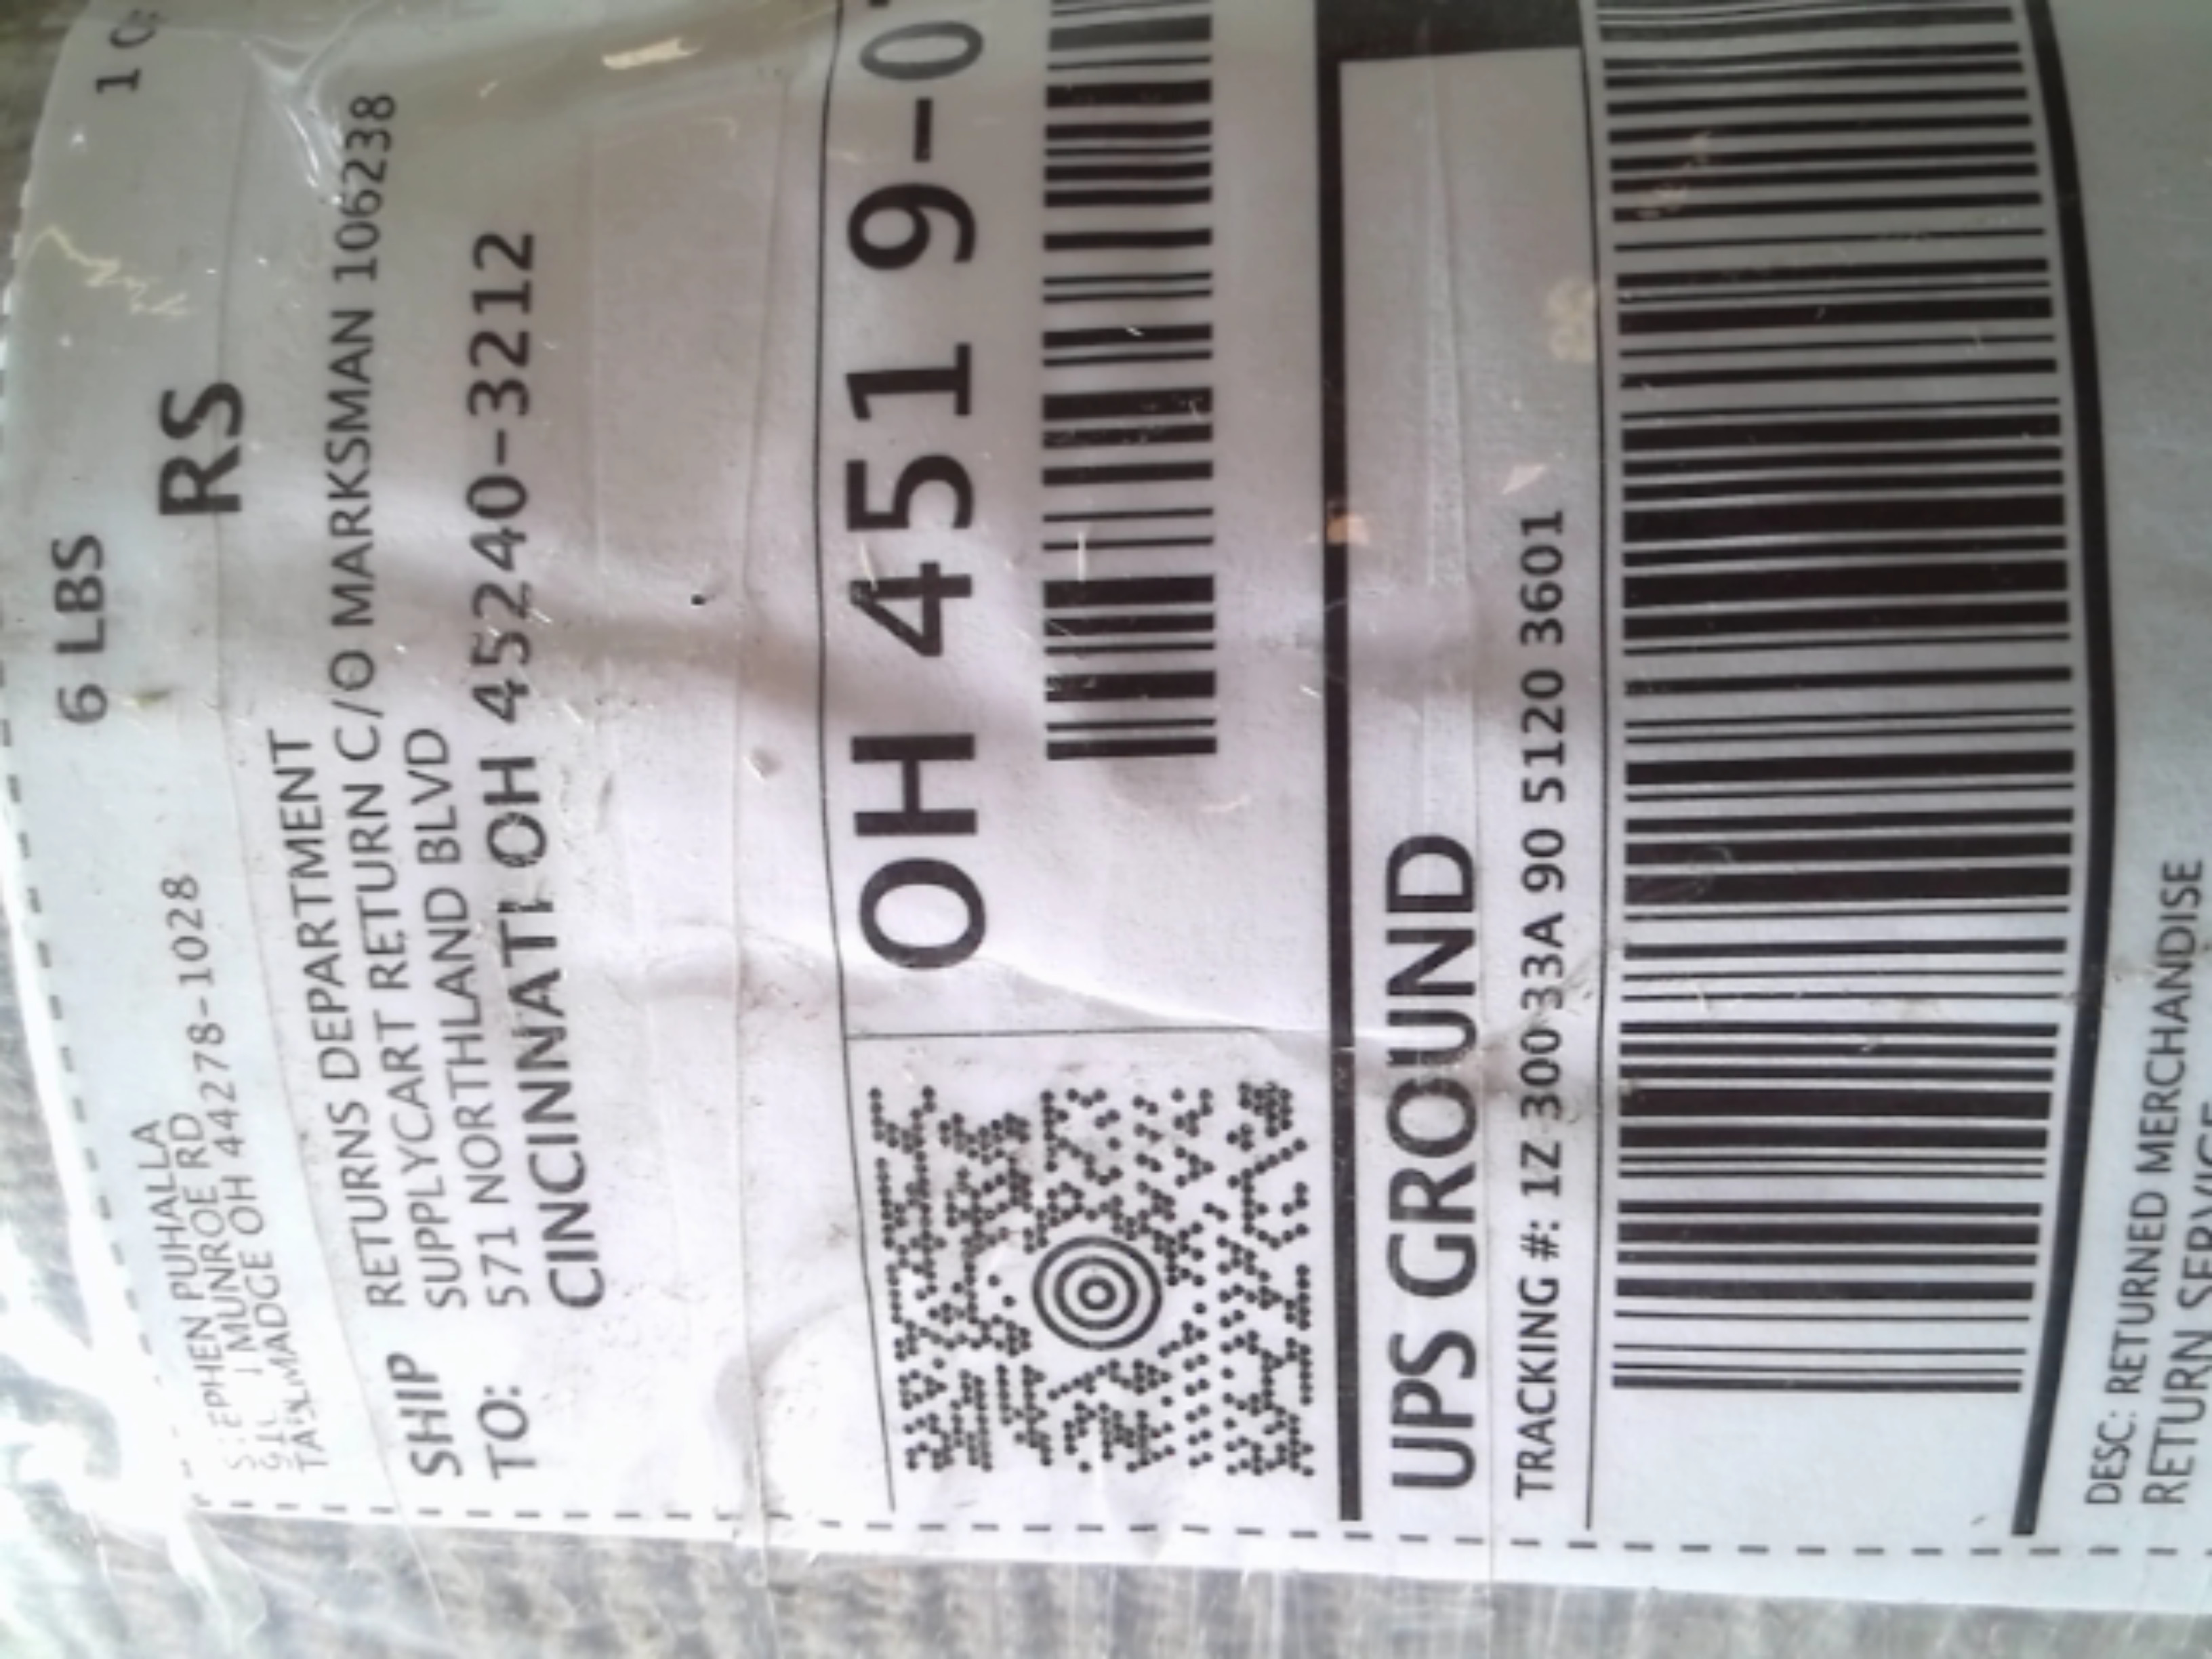 6 LBS
1
RS
PUHALLA
MUNROE RD
OH 44278-1028
SHIP
TO:
RETURNS DEPARTMENT
SUPPLYCART RETURN C/O MARKSMAN 106238
571 NORTHLAND BLVD
CINCINNATI OH 45240-3212
OH 451 9-0
UPS GROUND
TRACKING #: 1Z 300 33A 90 5120 3601
DESC: RETURNED MERCHANDISE
RETURN SERVICE